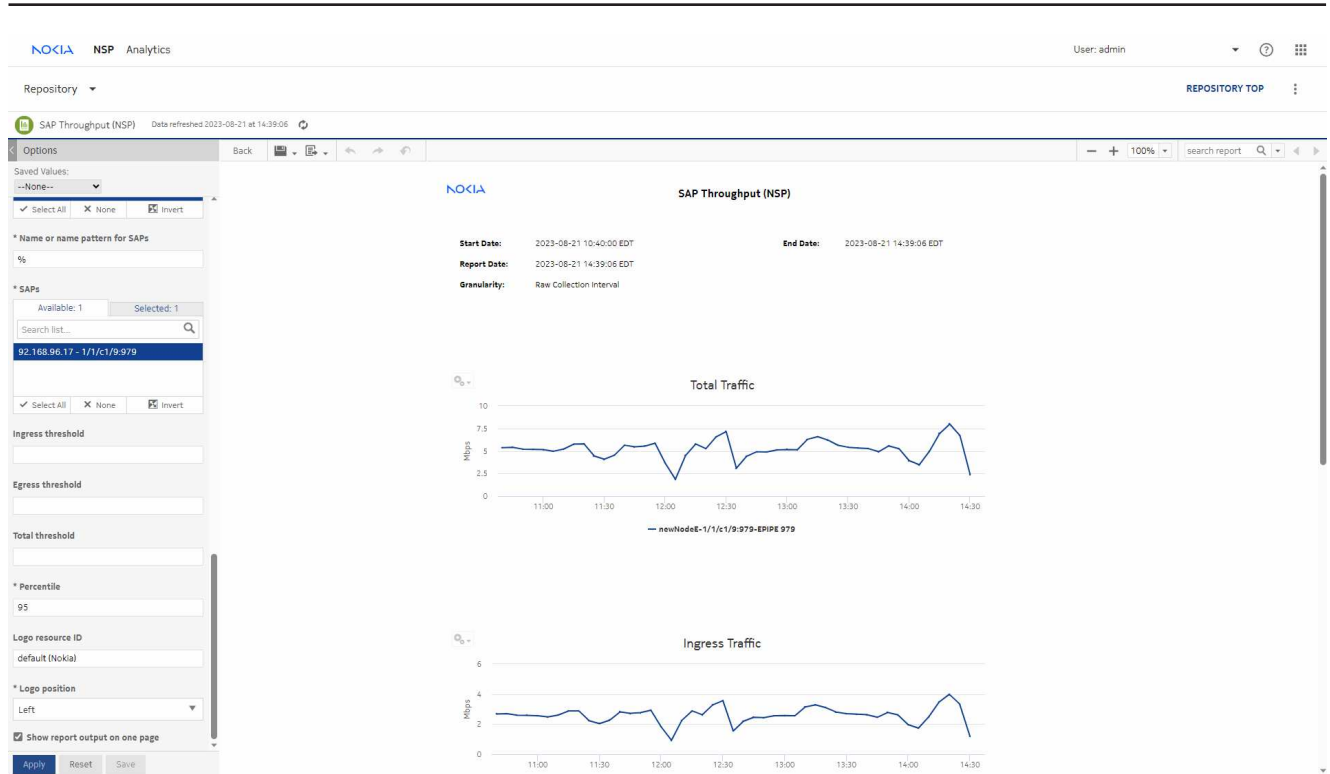 NOKIA NSP Analytics
User: admin
Repository
REPOSITORY TOP
SAP Throughput (NSP) Data refreshed 2023-08-21 at 14:39:06
Options
Back
100%
search report
Saved Values:
--None--
Select All None Invert
* Name or name pattern for SAPs
%
* SAPs
Available: 1 Selected: 1
Search list...
92.168.96.17 - 1/1/c1/9:979
Select All None Invert
Ingress threshold
Egress threshold
Total threshold
* Percentile
95
Logo resource ID
default (Nokia)
* Logo position
Left
Show report output on one page
Apply Reset Save
NOKIA
SAP Throughput (NSP)
Start Date: 2023-08-21 10:40:00 EDT End Date: 2023-08-21 14:39:06 EDT
Report Date: 2023-08-21 14:39:06 EDT
Granularity: Raw Collection Interval
Total Traffic
10
7.5
5
2.5
0
Mbps
11:00 11:30 12:00 12:30 13:00 13:30 14:00 14:30
newNodeE-1/1/c1/9:979-EPIPE 979
Ingress Traffic
6
4
2
0
Mbps
11:00 11:30 12:00 12:30 13:00 13:30 14:00 14:30